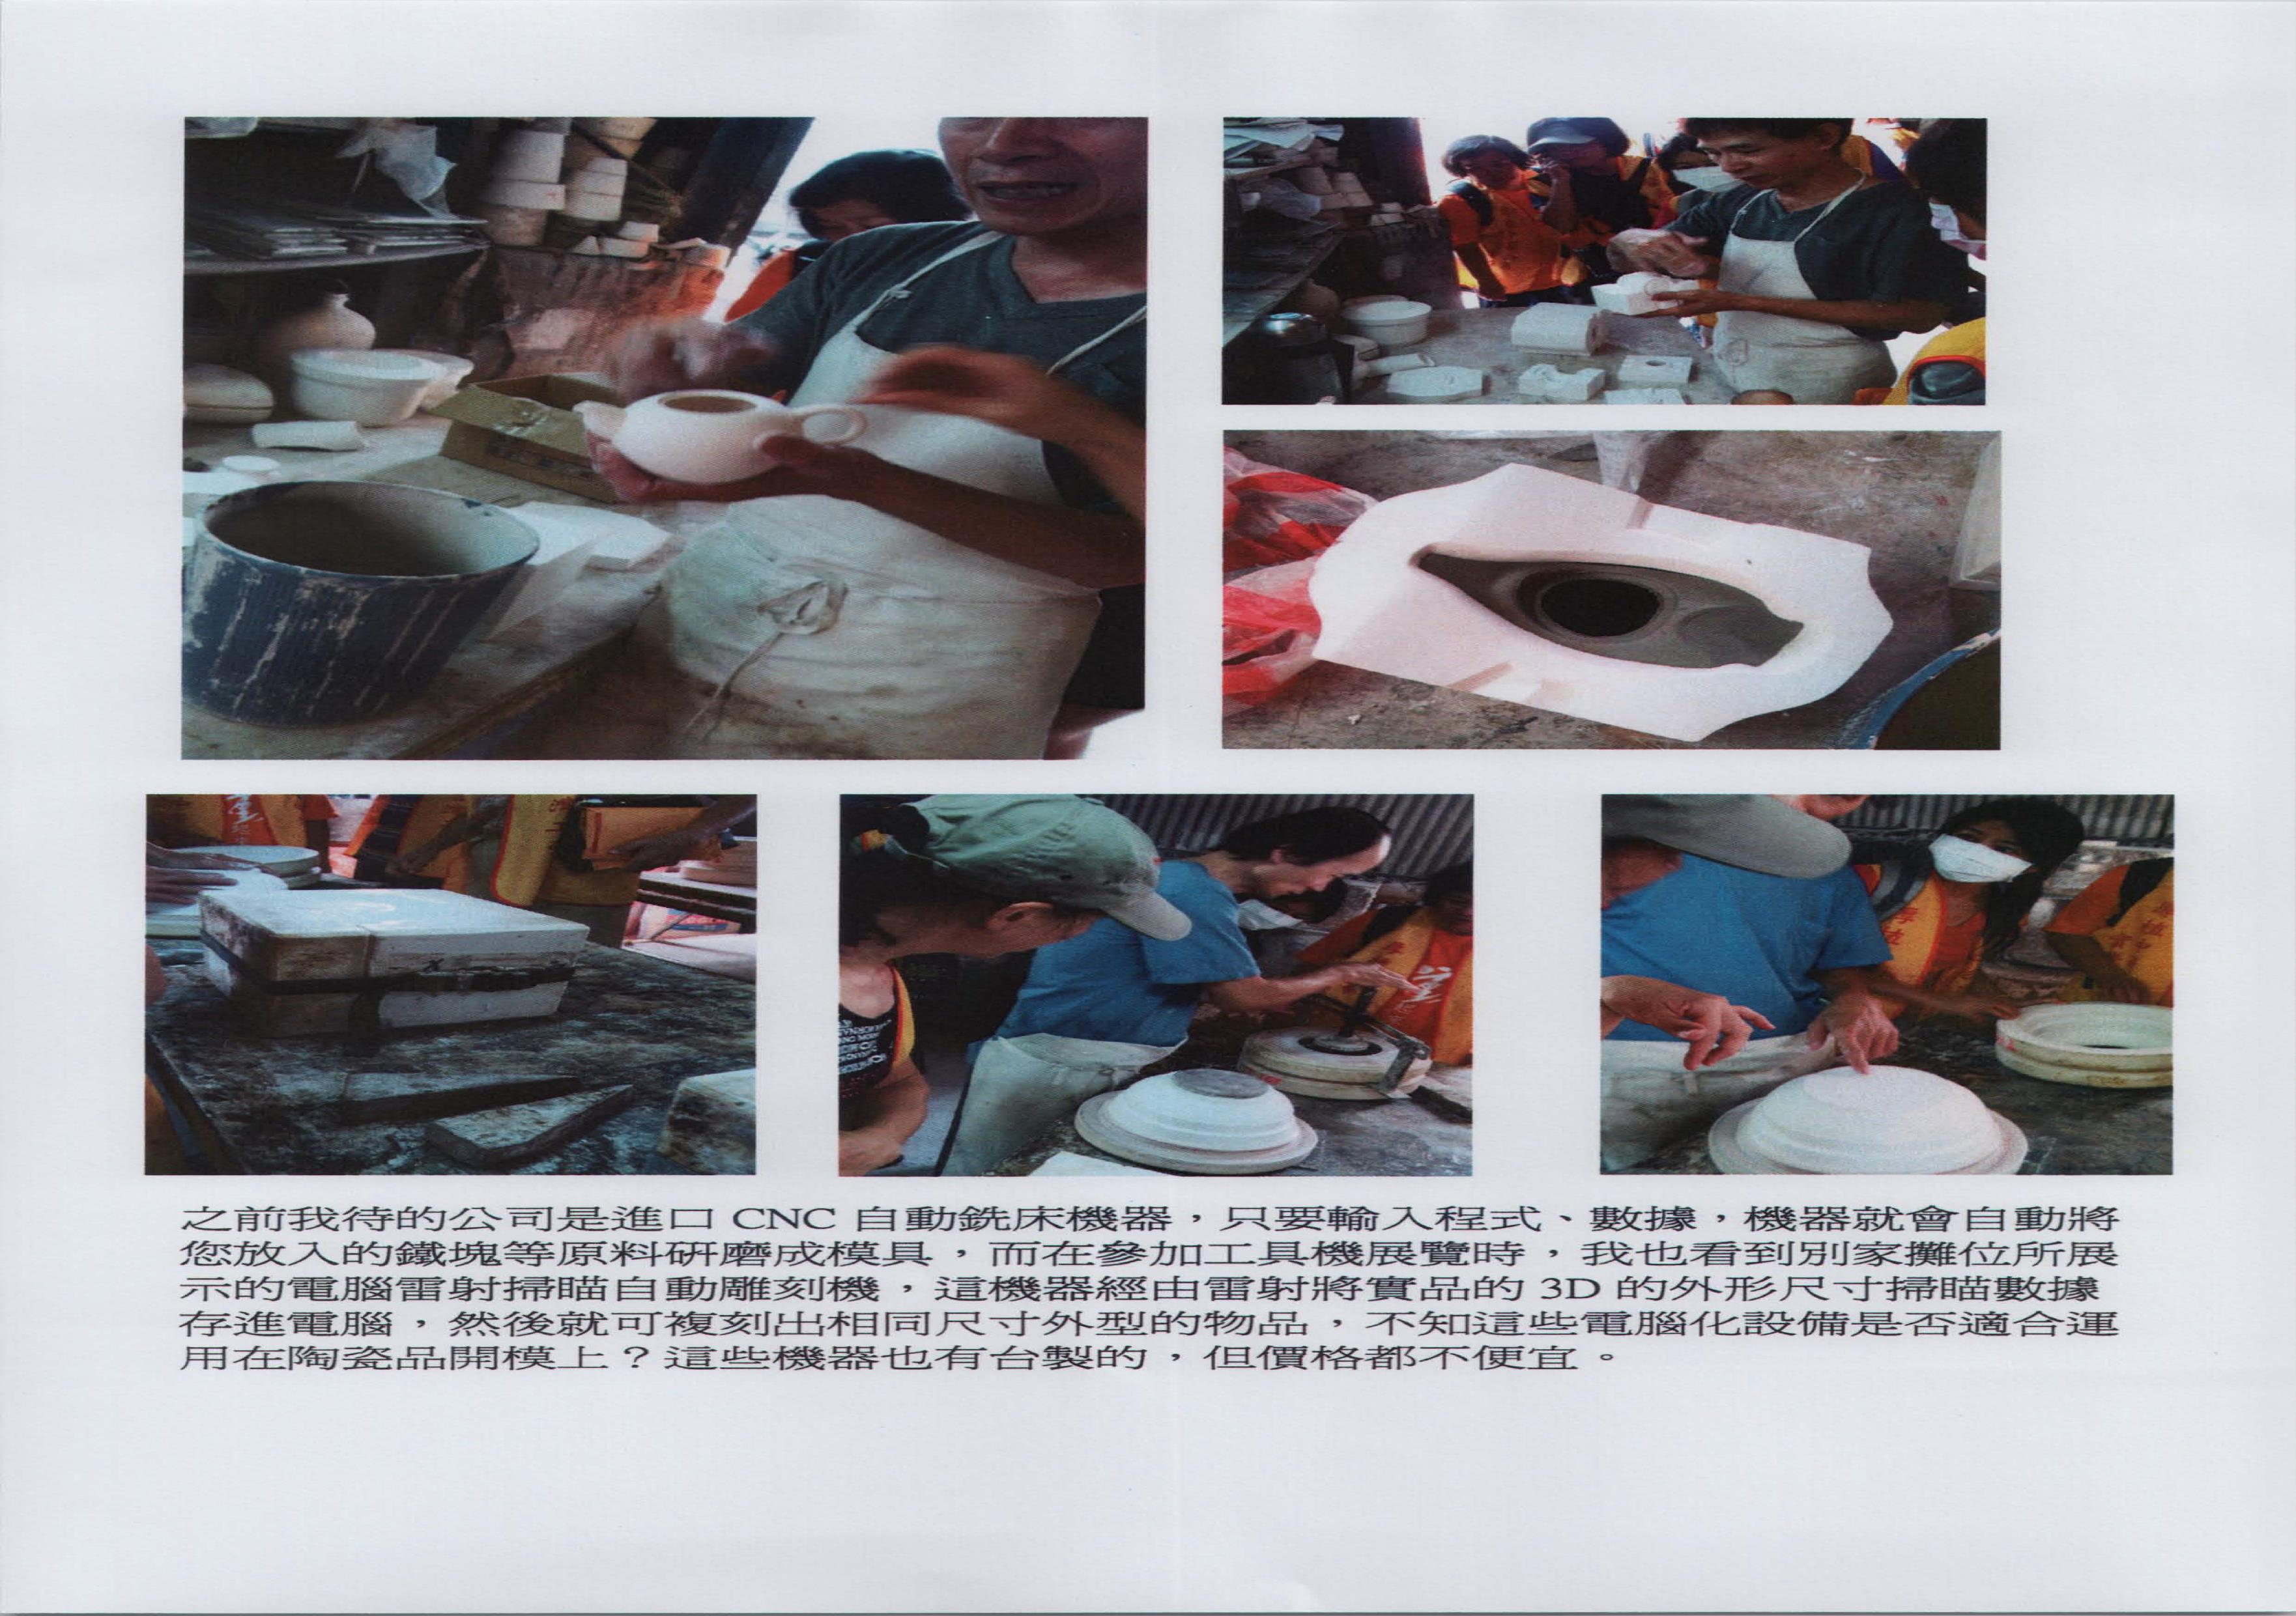 之前我待的公司是進口 CNC 自動銑床機器，只要輸入程式、數據，機器就會自動將
您放入的鐵塊等原料研磨成模具，而在參加工具機展覽時，我也看到別家攤位所展
示的電腦雷射掃瞄自動雕刻機，這機器經由雷射將實品的 3D 的外形尺寸掃瞄數據
存進電腦，然後就可複刻出相同尺寸外型的物品，不知這些電腦化設備是否適合運
用在陶瓷品開模上？這些機器也有台製的，但價格都不便宜。